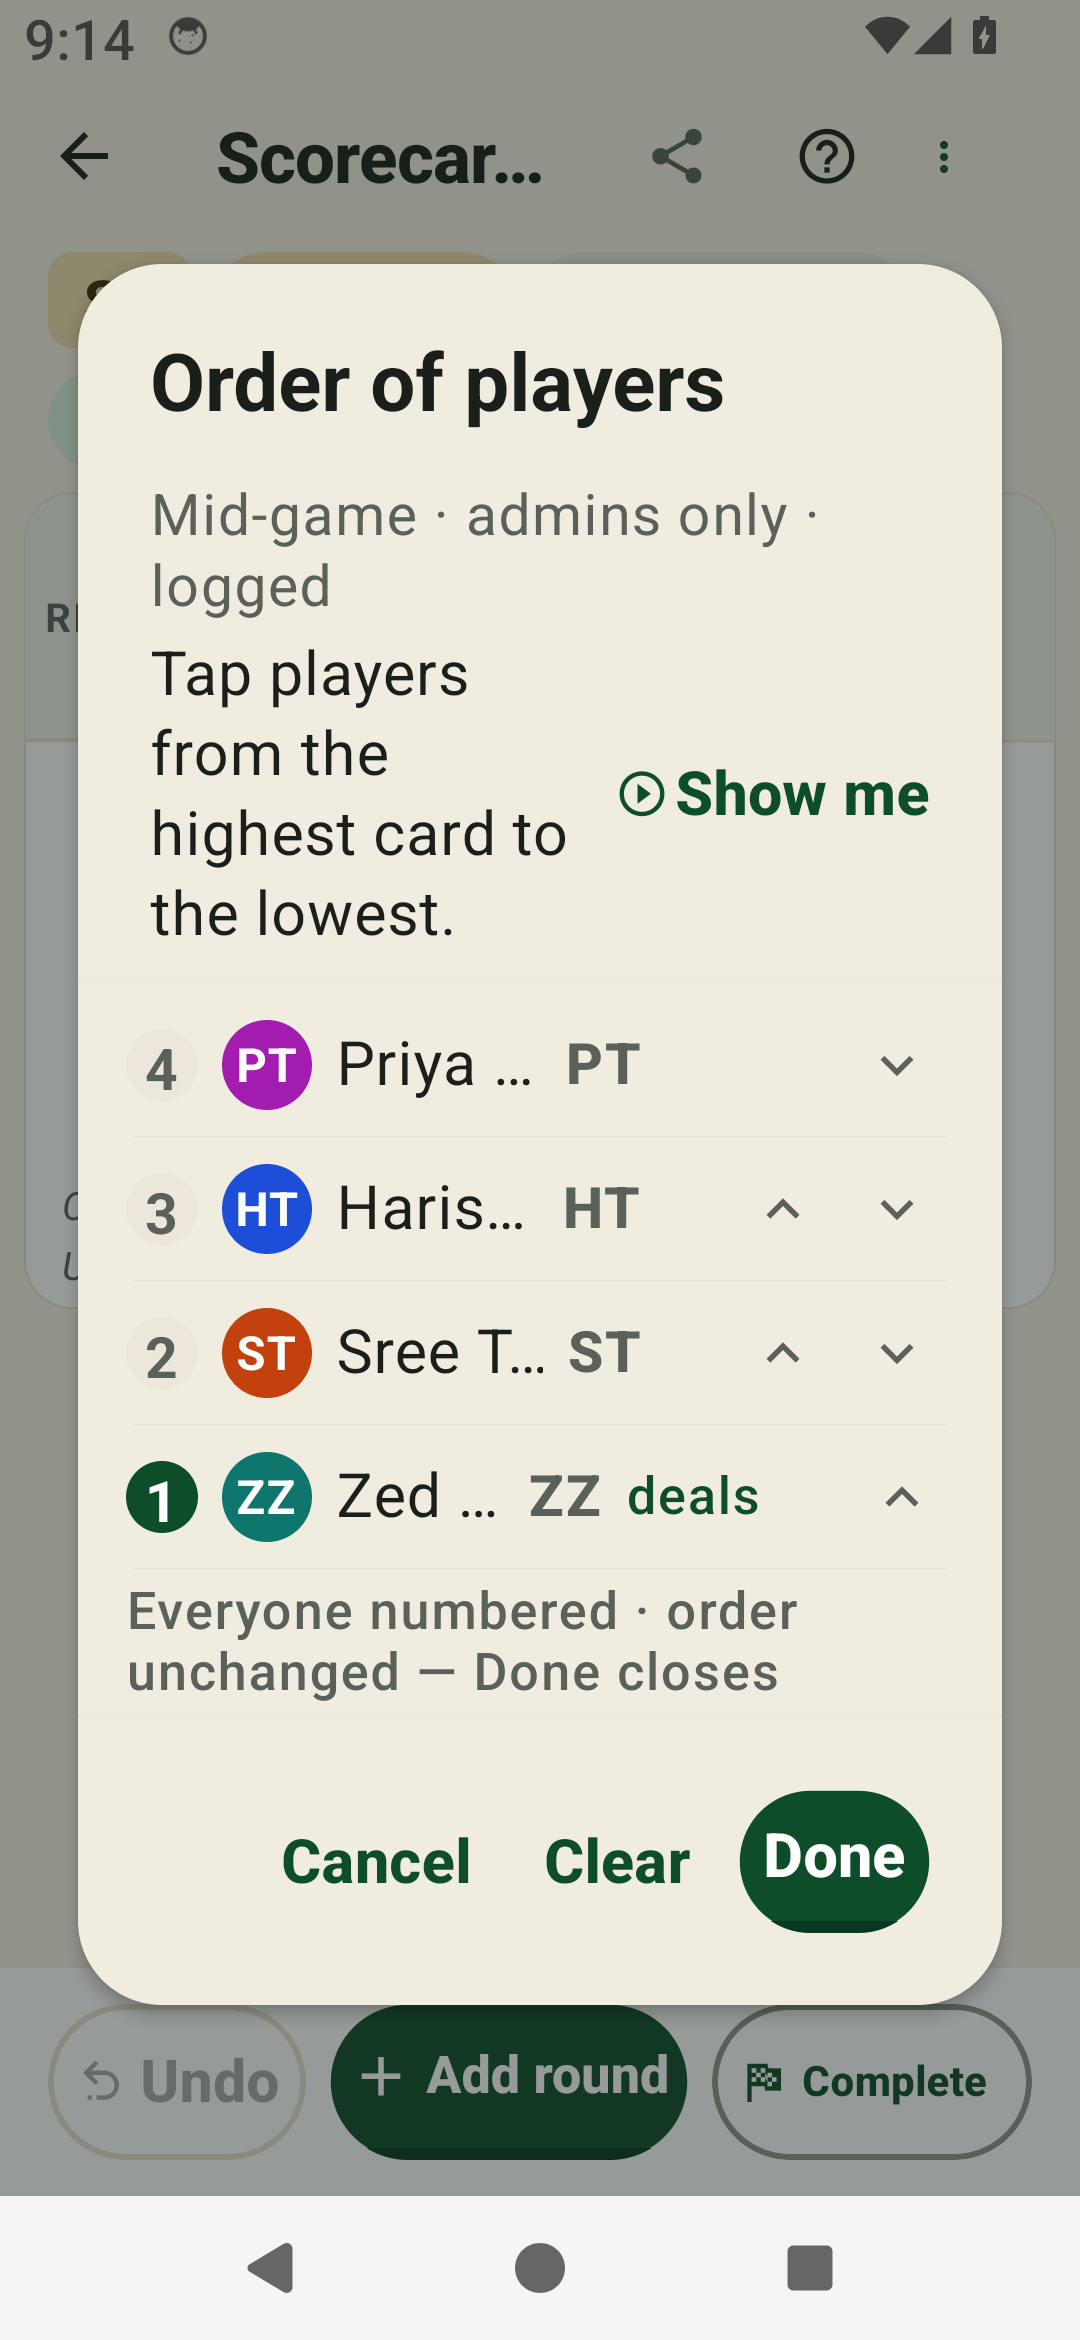 9:14
Scorecar...
Order of players
Mid-game · admins only ·
logged
Tap players
from the
highest card to
the lowest.
Show me
4 PT Priya ... PT
3 HT Haris... HT
2 ST Sree T... ST
1 ZZ Zed ... ZZ deals
Everyone numbered · order
unchanged — Done closes
Cancel Clear Done
Undo Add round Complete